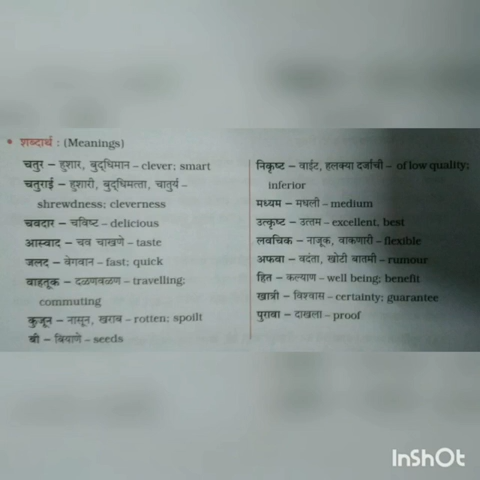 • शब्दार्थ : (Meanings)
चतुर – हुशार, बुद्धिमान – clever; smart
चतुराई – हुशारी, बुद्धिमत्ता, चातुर्य –
shrewdness; cleverness
चवदार – चविष्ट – delicious
आस्वाद – चव चाखणे – taste
जलद – वेगवान – fast; quick
वाहतूक – दळणवळण – travelling;
commuting
कुजून – नासून, खराब – rotten; spoilt
बी – बियाणे – seeds
निकृष्ट – वाईट, हलक्या दर्जाची – of low quality;
inferior
मध्यम – मधली – medium
उत्कृष्ट – उत्तम – excellent, best
लवचिक – नाजूक, वाकणारी – flexible
अफवा – वदंता, खोटी बातमी – rumour
हित – कल्याण – well being; benefit
खात्री – विश्वास – certainty; guarantee
पुरावा – दाखला – proof
InShOt